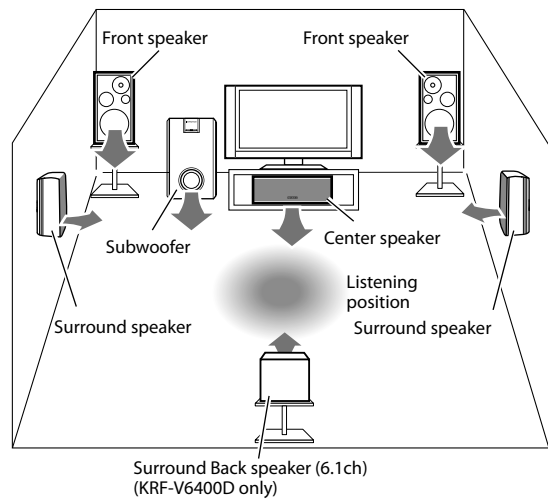 Front speaker
Front speaker
Subwoofer
Center speaker
Listening
position
Surround speaker
Surround speaker
Surround Back speaker (6.1ch)
(KRF-V6400D only)